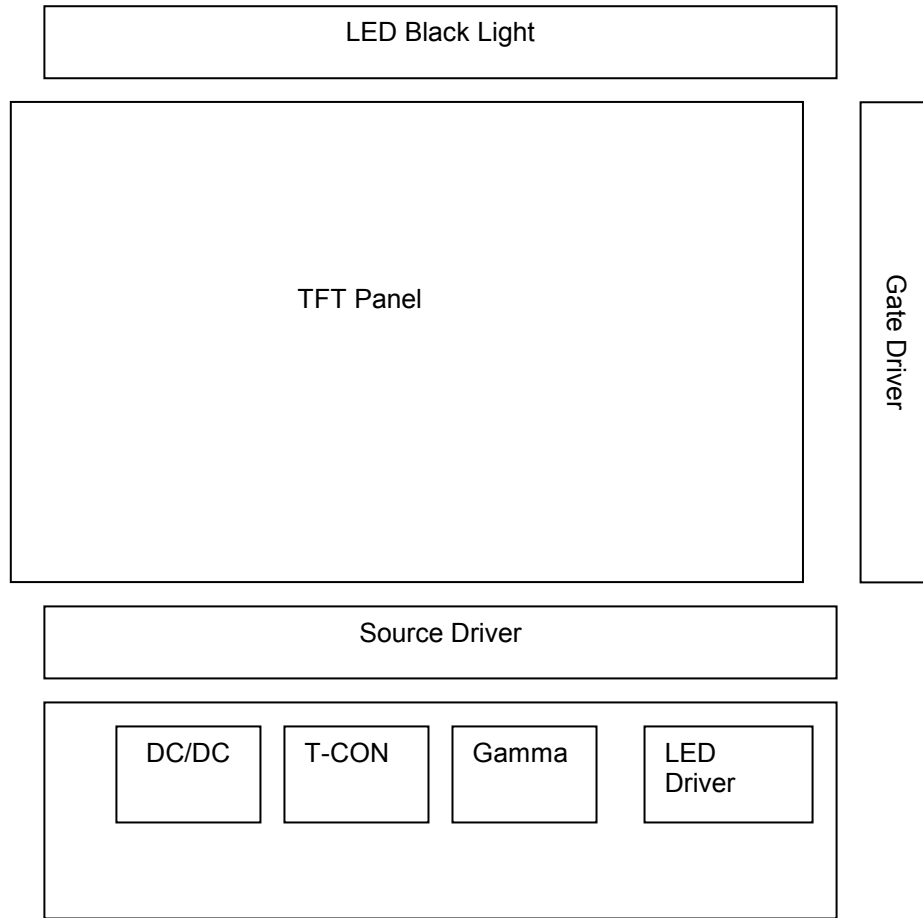 LED Black Light
TFT Panel
Gate Driver
Source Driver
DC/DC
T-CON
Gamma
LED
Driver